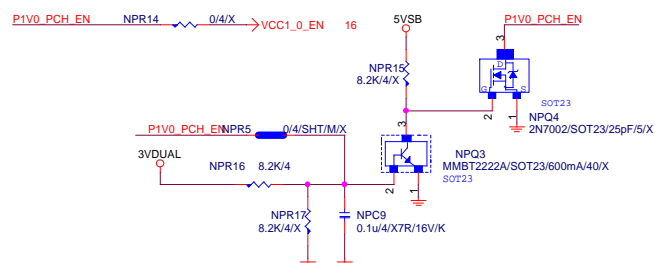 P1V0_PCH_EN NPR14 0/4/X VCC1_0_EN 16
5VSB
P1V0_PCH_EN
3
NPR15
8.2K/4/X
D
G S
SOT23
2 1
NPQ4
2N7002/SOT23/25pF/5/X
P1V0_PCH_EN NPR5 0/4/SHT/M/X
3
3VDUAL
NPR16 8.2K/4
NPQ3
MMBT2222A/SOT23/600mA/40/X
SOT23
2 1
NPR17
8.2K/4/X
NPC9
0.1u/4/X7R/16V/K